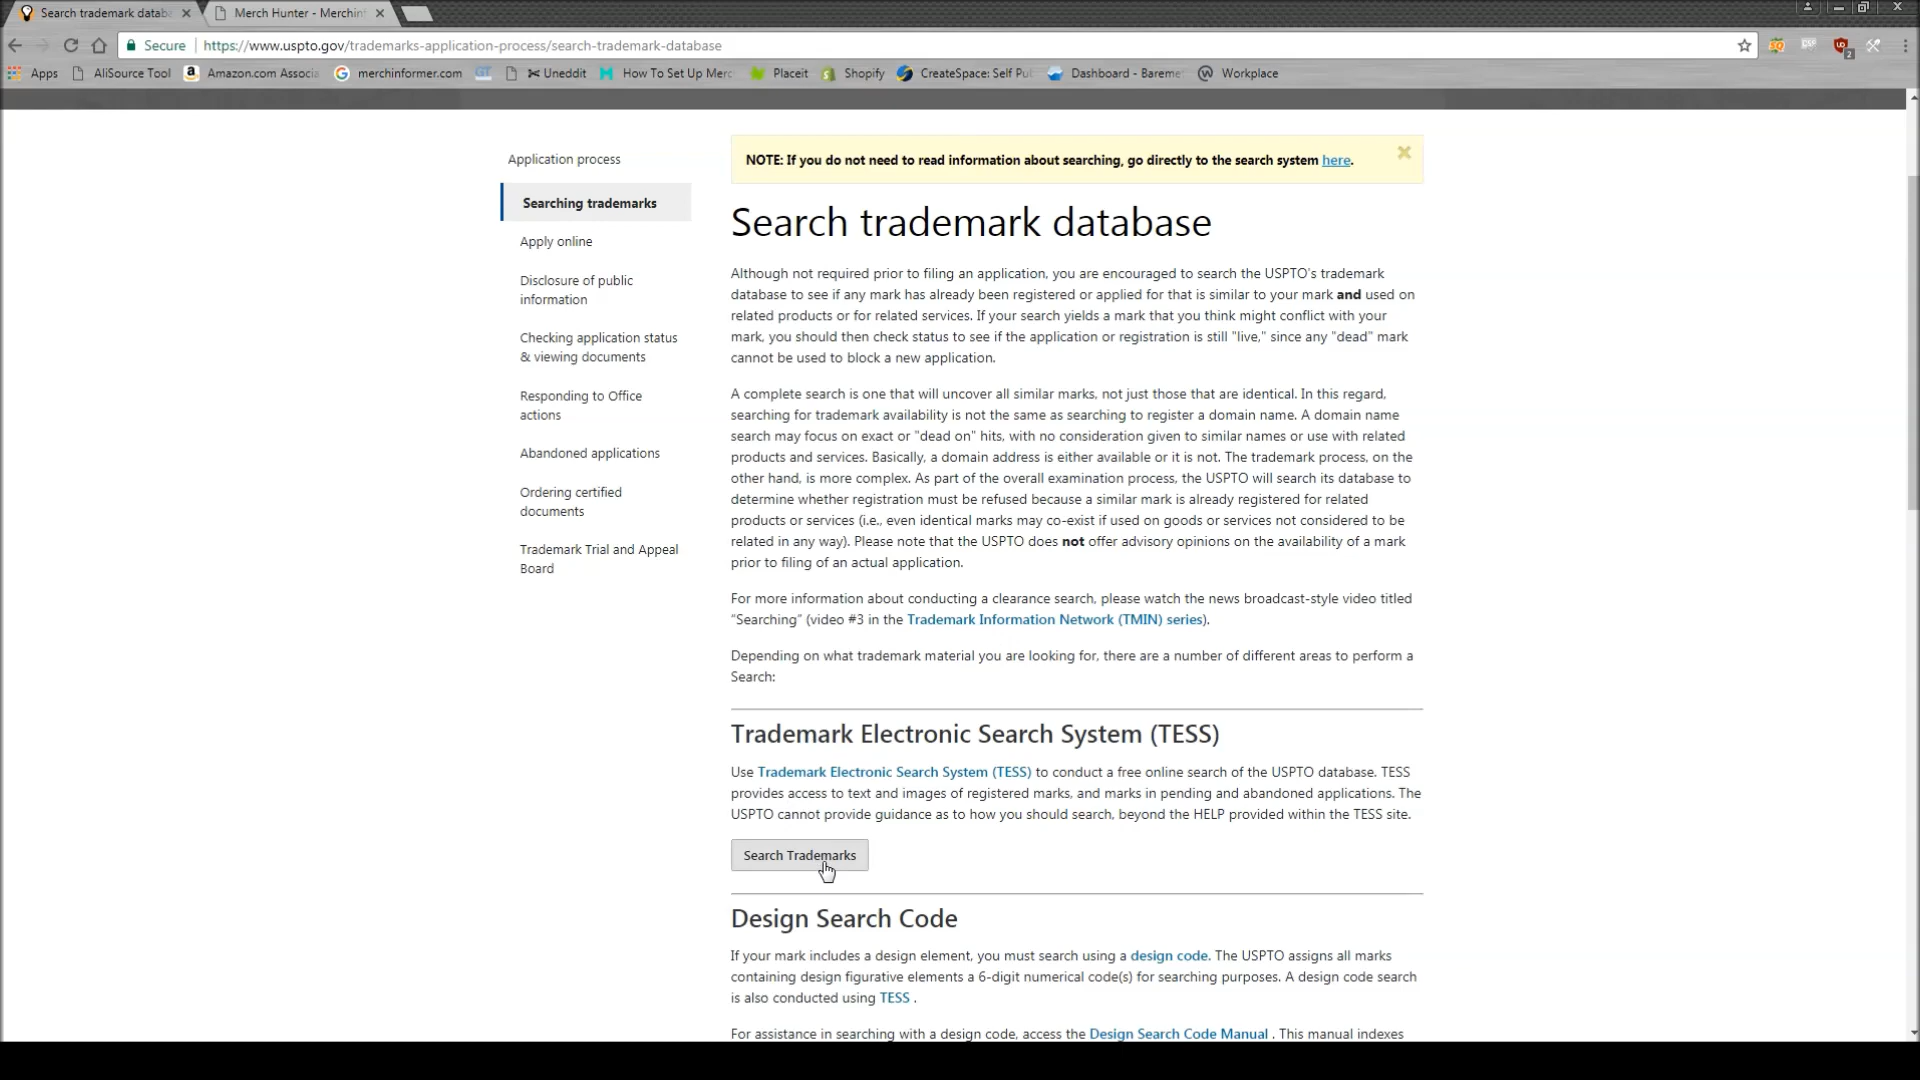 Search trademark datab
Merch Hunter - Merchin
Secure
https://www.uspto.gov/trademarks-application-process/search-trademark-database
Apps
AliSource Tool
Amazon.com Associa
merchinformer.com
GT
Uneddit
How To Set Up Merc
Placeit
Shopify
CreateSpace: Self Pu
Dashboard - Bareme
Workplace
Application process
Searching trademarks
Apply online
Disclosure of public
information
Checking application status
& viewing documents
Responding to Office
actions
Abandoned applications
Ordering certified
documents
Trademark Trial and Appeal
Board
NOTE: If you do not need to read information about searching, go directly to the search system here.
Search trademark database
Although not required prior to filing an application, you are encouraged to search the USPTO's trademark
database to see if any mark has already been registered or applied for that is similar to your mark and used on
related products or for related services. If your search yields a mark that you think might conflict with your
mark, you should then check status to see if the application or registration is still "live," since any "dead" mark
cannot be used to block a new application.
A complete search is one that will uncover all similar marks, not just those that are identical. In this regard,
searching for trademark availability is not the same as searching to register a domain name. A domain name
search may focus on exact or "dead on" hits, with no consideration given to similar names or use with related
products and services. Basically, a domain address is either available or it is not. The trademark process, on the
other hand, is more complex. As part of the overall examination process, the USPTO will search its database to
determine whether registration must be refused because a similar mark is already registered for related
products or services (i.e., even identical marks may co-exist if used on goods or services not considered to be
related in any way). Please note that the USPTO does not offer advisory opinions on the availability of a mark
prior to filing of an actual application.
For more information about conducting a clearance search, please watch the news broadcast-style video titled
“Searching” (video #3 in the Trademark Information Network (TMIN) series).
Depending on what trademark material you are looking for, there are a number of different areas to perform a
Search:
Trademark Electronic Search System (TESS)
Use Trademark Electronic Search System (TESS) to conduct a free online search of the USPTO database. TESS
provides access to text and images of registered marks, and marks in pending and abandoned applications. The
USPTO cannot provide guidance as to how you should search, beyond the HELP provided within the TESS site.
Search Trademarks
Design Search Code
If your mark includes a design element, you must search using a design code. The USPTO assigns all marks
containing design figurative elements a 6-digit numerical code(s) for searching purposes. A design code search
is also conducted using TESS .
For assistance in searching with a design code, access the Design Search Code Manual . This manual indexes